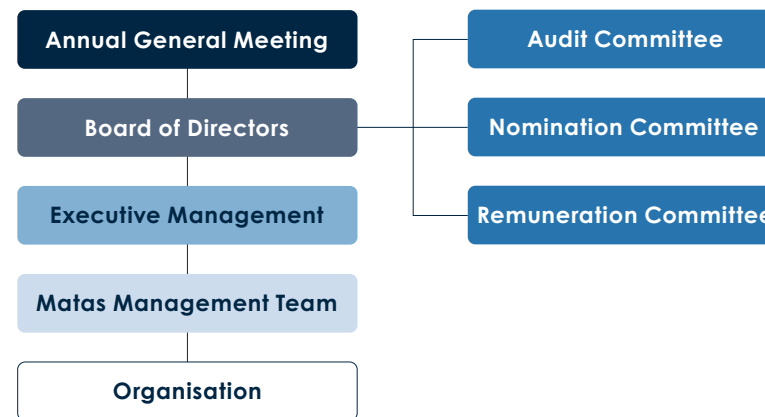 Annual General Meeting
Board of Directors
Executive Management
Matas Management Team
Organisation
Audit Committee
Nomination Committee
Remuneration Committee